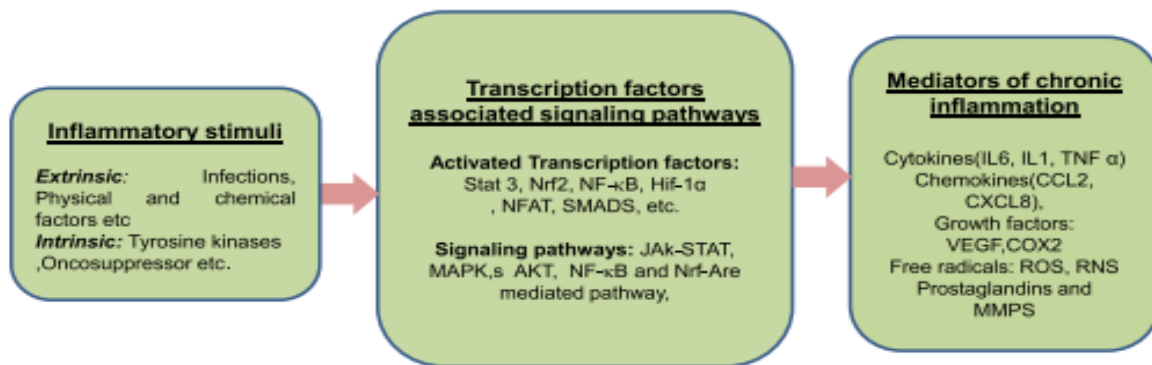 Inflammatory stimuli
Extrinsic: Infections,
Physical and chemical
factors etc
Intrinsic: Tyrosine kinases
,Oncosuppressor etc.
Transcription factors
associated signaling pathways
Activated Transcription factors:
Stat 3, Nrf2, NF-κB, Hif-1α
, NFAT, SMADS, etc.
Signaling pathways: JAk-STAT,
MAPK,s AKT, NF-κB and Nrf-Are
mediated pathway,
Mediators of chronic
inflammation
Cytokines(IL6, IL1, TNF α)
Chemokines(CCL2,
CXCL8),
Growth factors:
VEGF,COX2
Free radicals: ROS, RNS
Prostaglandins and
MMPS